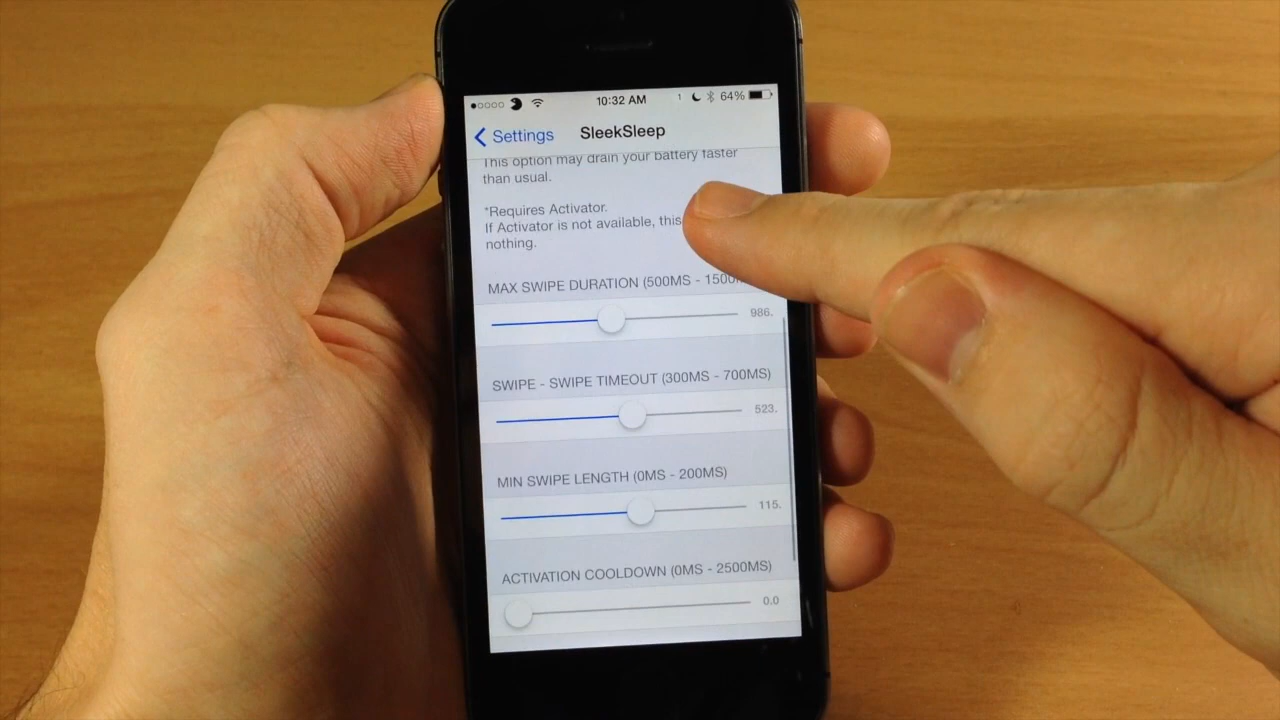 10:32 AM 1 64%
Settings SleekSleep
This option may drain your battery faster
than usual.
*Requires Activator.
If Activator is not available, this
nothing.
MAX SWIPE DURATION (500MS - 1500
986.
SWIPE - SWIPE TIMEOUT (300MS - 700MS)
523.
MIN SWIPE LENGTH (0MS - 200MS)
115.
ACTIVATION COOLDOWN (0MS - 2500MS)
0.0